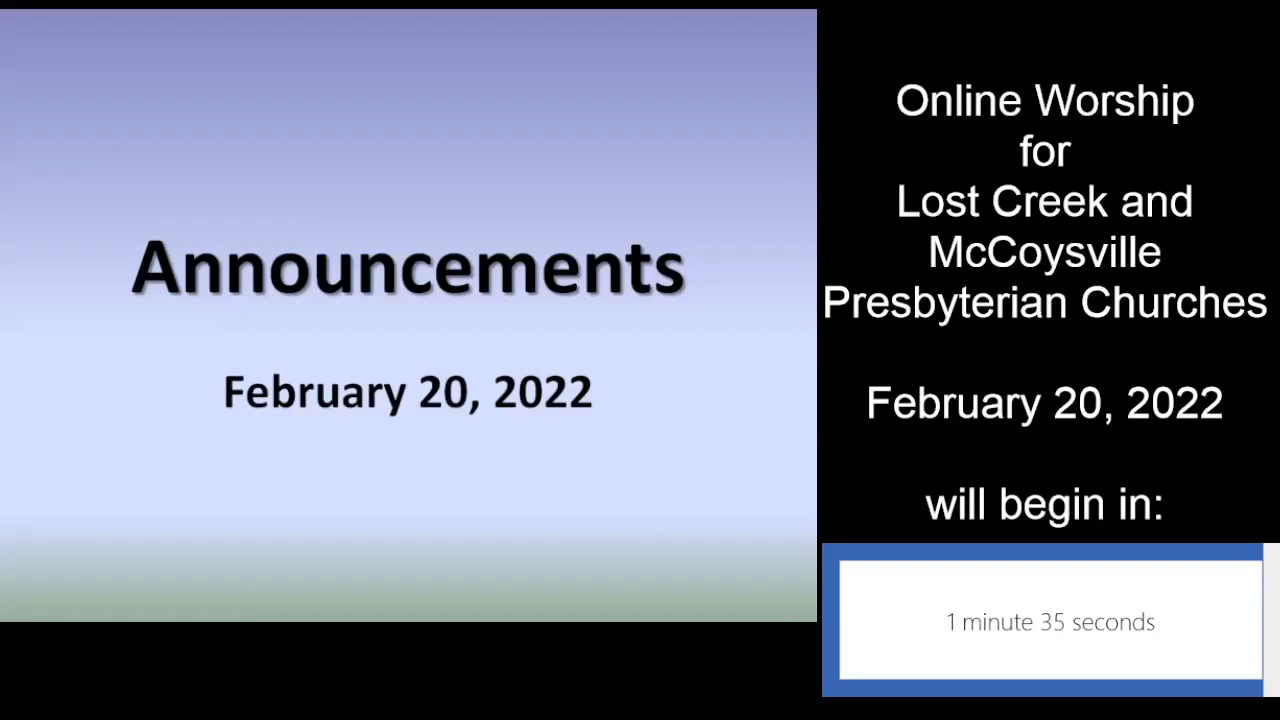 Announcements
February 20, 2022
Online Worship
for
Lost Creek and
McCoysville
Presbyterian Churches
February 20, 2022
will begin in:
1 minute 35 seconds